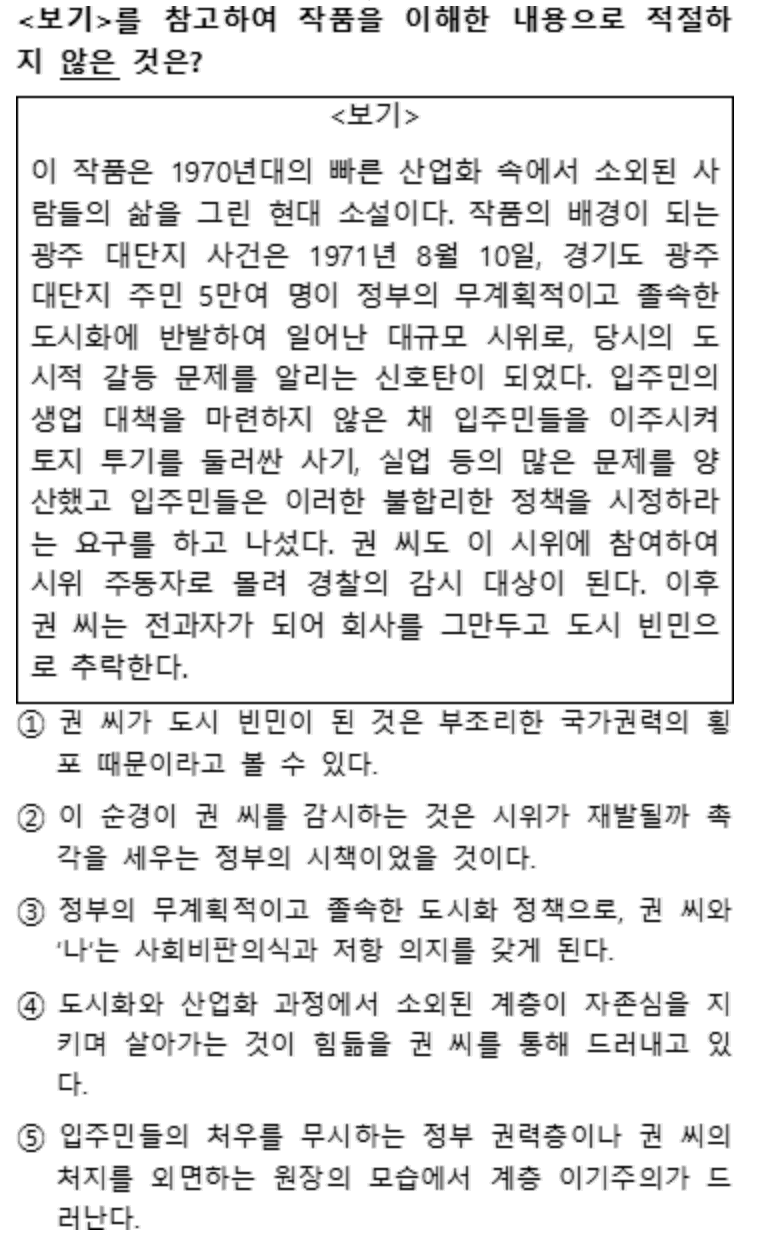 <보기>를 참고하여 작품을 이해한 내용으로 적절하
지 않은 것은?
<보기>
이 작품은 1970년대의 빠른 산업화 속에서 소외된 사
람들의 삶을 그린 현대 소설이다. 작품의 배경이 되는
광주 대단지 사건은 1971년 8월 10일, 경기도 광주
대단지 주민 5만여 명이 정부의 무계획적이고 졸속한
도시화에 반발하여 일어난 대규모 시위로, 당시의 도
시적 갈등 문제를 알리는 신호탄이 되었다. 입주민의
생업 대책을 마련하지 않은 채 입주민들을 이주시켜
토지 투기를 둘러싼 사기, 실업 등의 많은 문제를 양
산했고 입주민들은 이러한 불합리한 정책을 시정하라
는 요구를 하고 나섰다. 권 씨도 이 시위에 참여하여
시위 주동자로 몰려 경찰의 감시 대상이 된다. 이후
권 씨는 전과자가 되어 회사를 그만두고 도시 빈민으
로 추락한다.
① 권 씨가 도시 빈민이 된 것은 부조리한 국가권력의 횡
포 때문이라고 볼 수 있다.
② 이 순경이 권 씨를 감시하는 것은 시위가 재발될까 촉
각을 세우는 정부의 시책이었을 것이다.
③ 정부의 무계획적이고 졸속한 도시화 정책으로, 권 씨와
'나'는 사회비판의식과 저항 의지를 갖게 된다.
④ 도시화와 산업화 과정에서 소외된 계층이 자존심을 지
키며 살아가는 것이 힘듦을 권 씨를 통해 드러내고 있
다.
⑤ 입주민들의 처우를 무시하는 정부 권력층이나 권 씨의
처지를 외면하는 원장의 모습에서 계층 이기주의가 드
러난다.